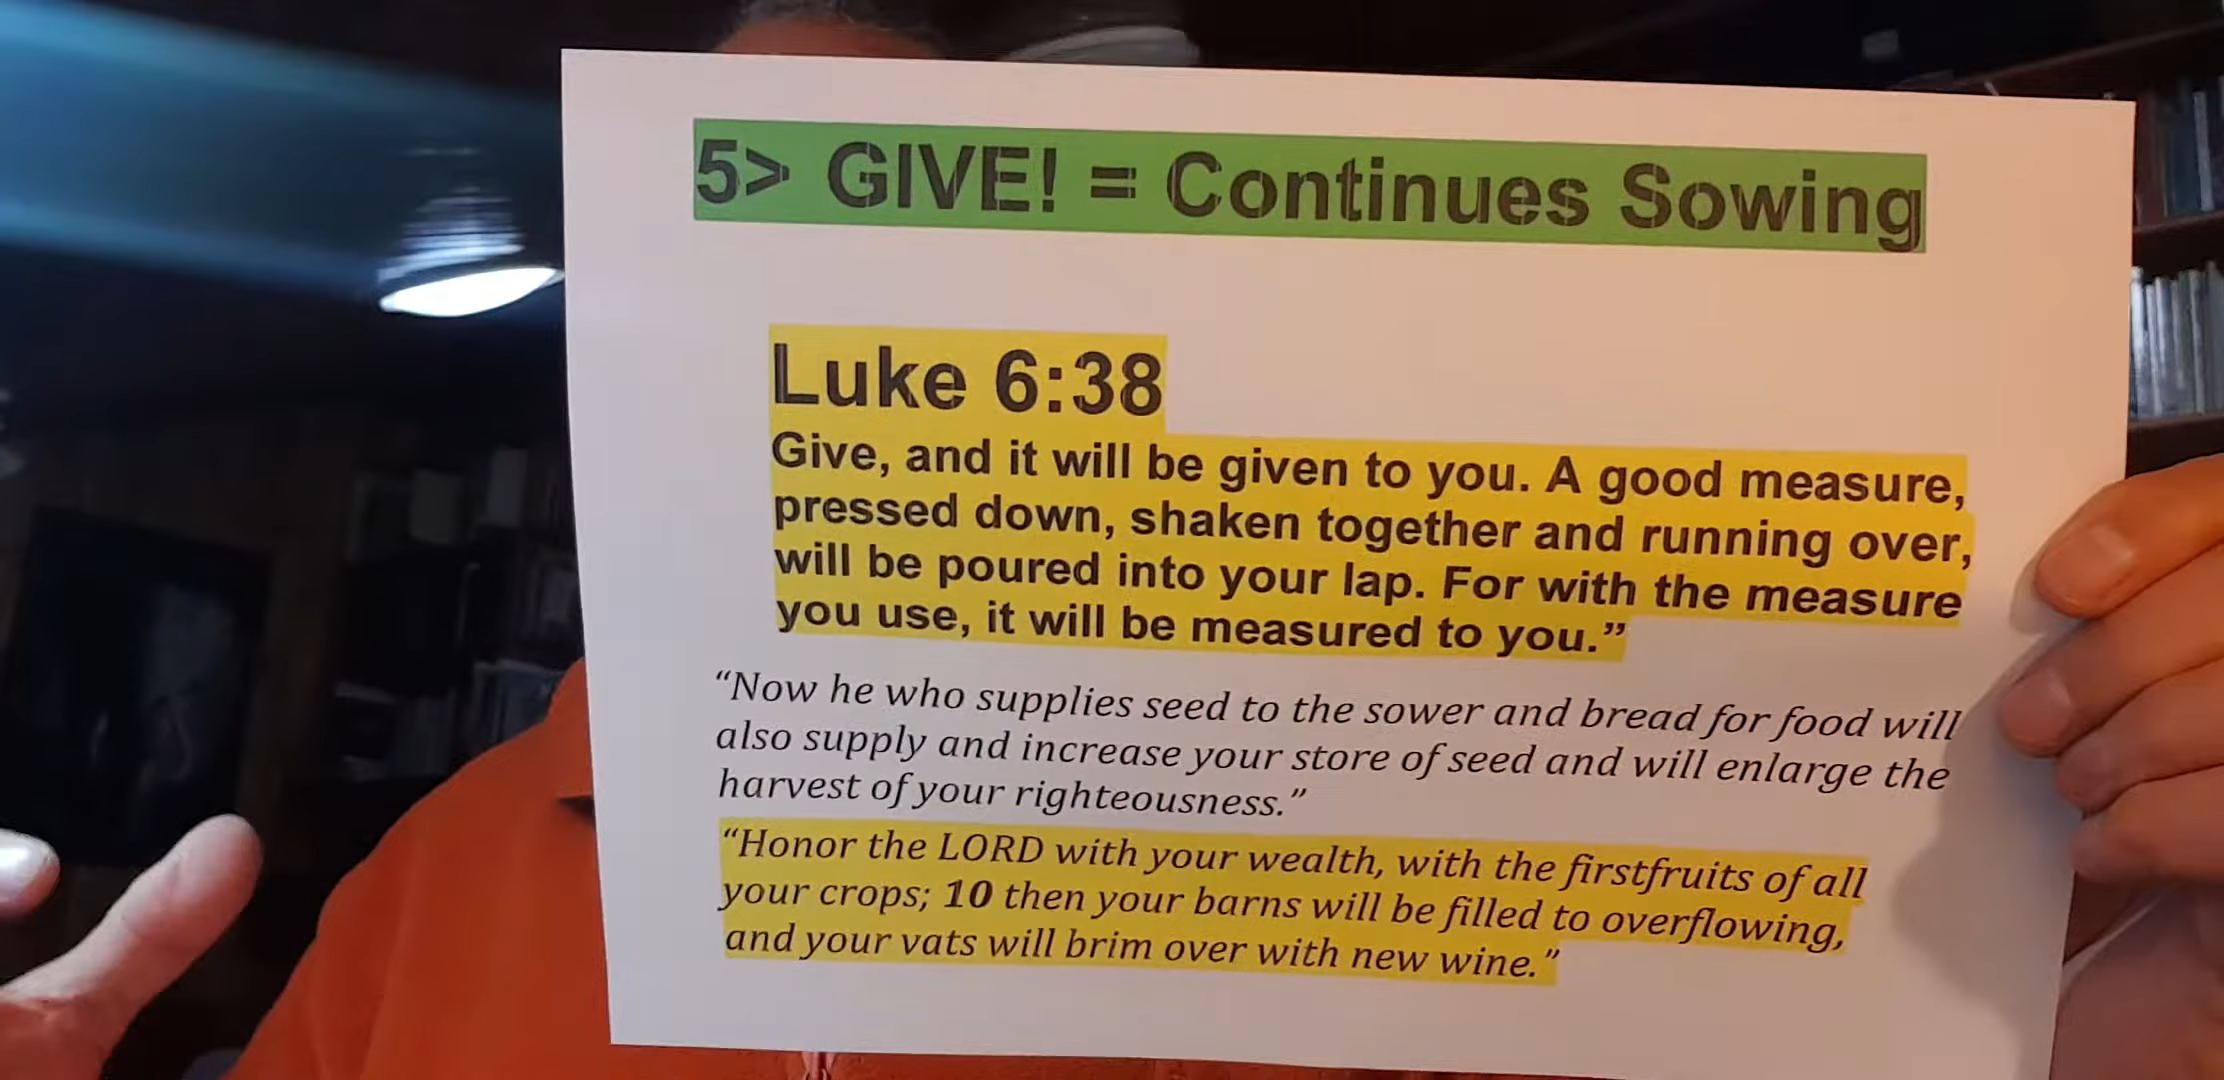 5> GIVE! = Continues Sowing
Luke 6:38
Give, and it will be given to you. A good measure,
pressed down, shaken together and running over,
will be poured into your lap. For with the measure
you use, it will be measured to you.”
“Now he who supplies seed to the sower and bread for food will
also supply and increase your store of seed and will enlarge the
harvest of your righteousness.”
“Honor the LORD with your wealth, with the firstfruits of all
your crops; 10 then your barns will be filled to overflowing,
and your vats will brim over with new wine.”